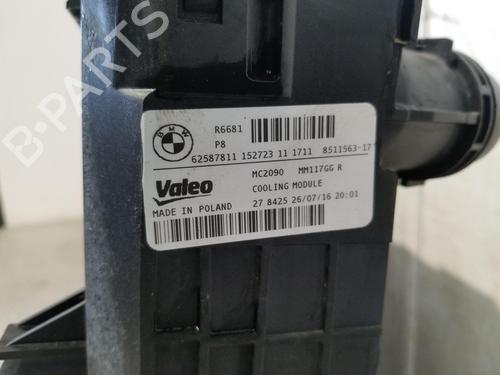 B-PARTS
BMW
R6681
P8
62587811 152723 11 1711 8511563-17
Valeo
MC2090 MM117GG R
COOLING MODULE
MADE IN POLAND
27 8425 26/07/16 20:01